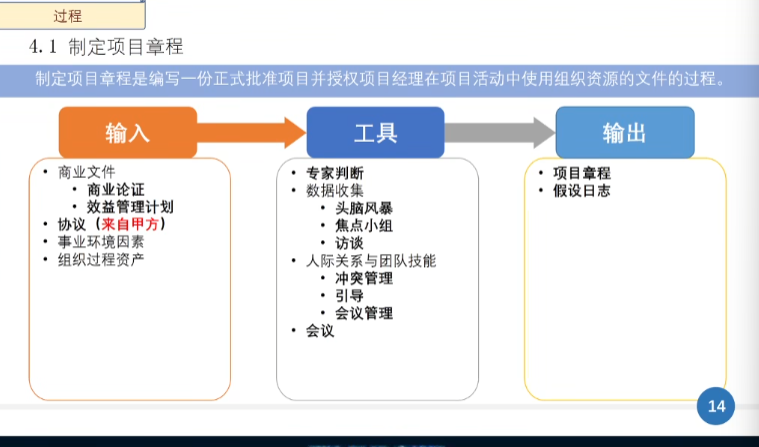 过程
4.1 制定项目章程
制定项目章程是编写一份正式批准项目并授权项目经理在项目活动中使用组织资源的文件的过程。
输入
• 商业文件
• 商业论证
• 效益管理计划
• 协议（来自甲方）
• 事业环境因素
• 组织过程资产
工具
• 专家判断
• 数据收集
• 头脑风暴
• 焦点小组
• 访谈
• 人际关系与团队技能
• 冲突管理
• 引导
• 会议管理
• 会议
输出
• 项目章程
• 假设日志
14